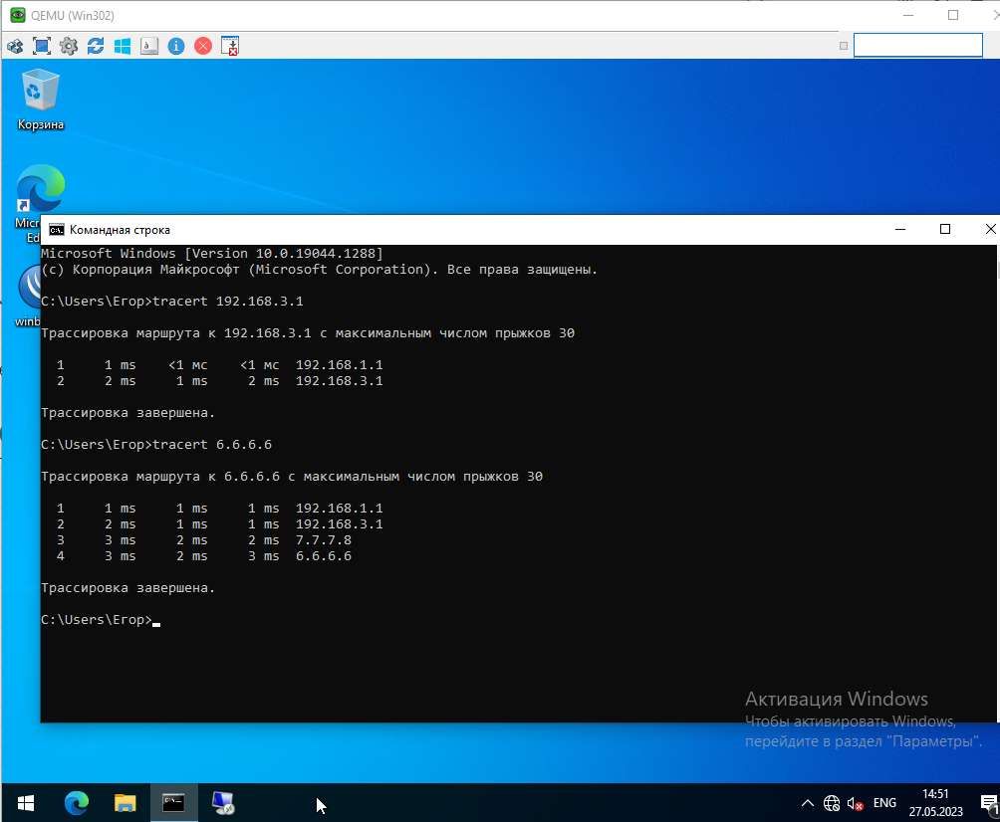 QEMU (Win302)
Корзина
Micr
Ed
winb
Командная строка
Microsoft Windows [Version 10.0.19044.1288]
(c) Корпорация Майкрософт (Microsoft Corporation). Все права защищены.
C:\Users\Егор>tracert 192.168.3.1
Трассировка маршрута к 192.168.3.1 с максимальным числом прыжков 30
1 1 ms <1 мс <1 мс 192.168.1.1
2 2 ms 1 ms 2 ms 192.168.3.1
Трассировка завершена.
C:\Users\Егор>tracert 6.6.6.6
Трассировка маршрута к 6.6.6.6 с максимальным числом прыжков 30
1 1 ms 1 ms 1 ms 192.168.1.1
2 2 ms 1 ms 1 ms 192.168.3.1
3 3 ms 2 ms 2 ms 7.7.7.8
4 3 ms 2 ms 3 ms 6.6.6.6
Трассировка завершена.
C:\Users\Егор>
Активация Windows
Чтобы активировать Windows,
перейдите в раздел "Параметры".
ENG
14:51
27.05.2023
1